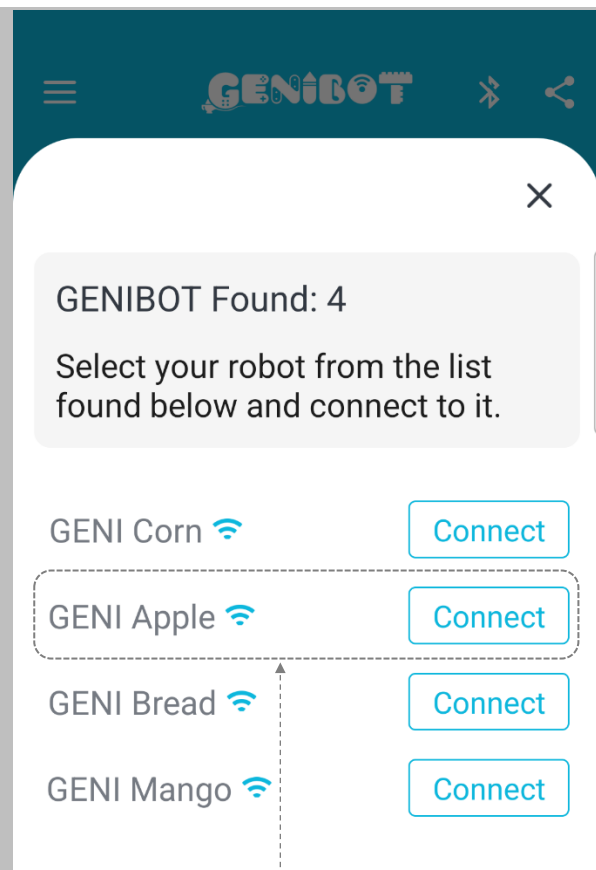 GENIBOT
GENIBOT Found: 4
Select your robot from the list
found below and connect to it.
GENI Corn Connect
GENI Apple Connect
GENI Bread Connect
GENI Mango Connect